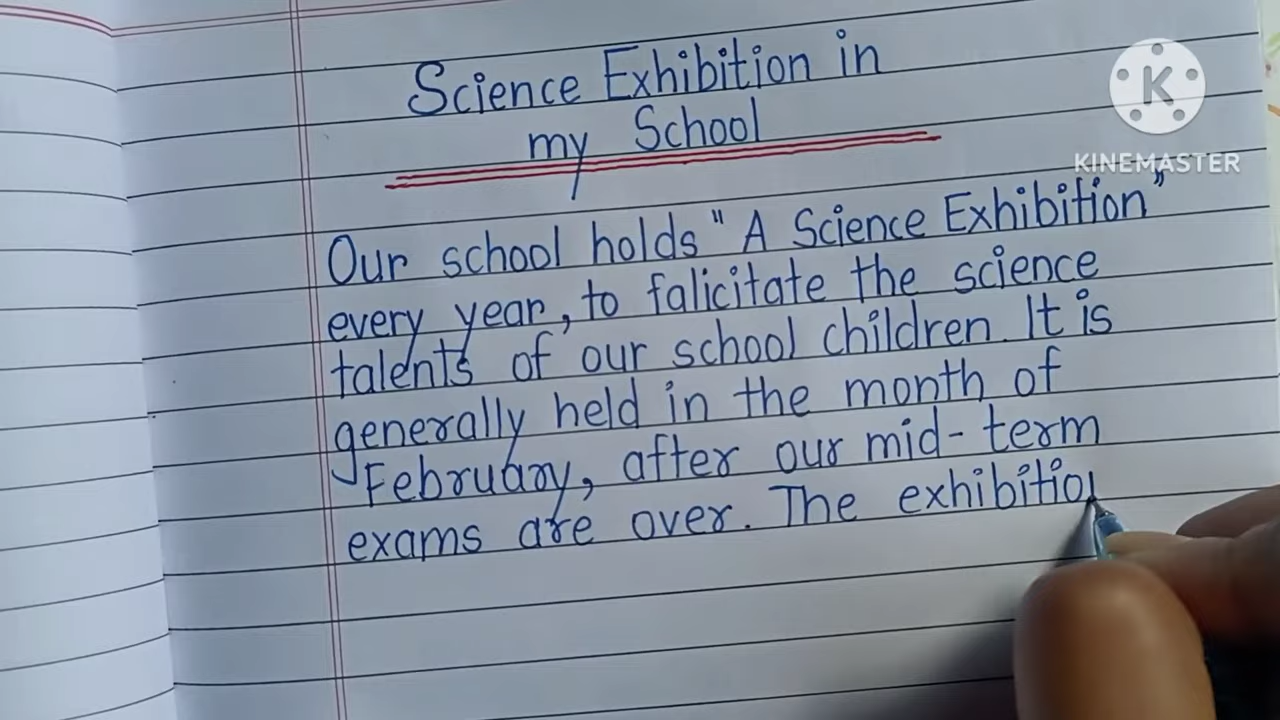 Science Exhibition in
my School
Our school holds "A Science Exhibition"
every year, to falicitate the science
talents of our school children. It is
generally held in the month of
February, after our mid-term
exams are over. The exhibitio
K
KINEMASTER